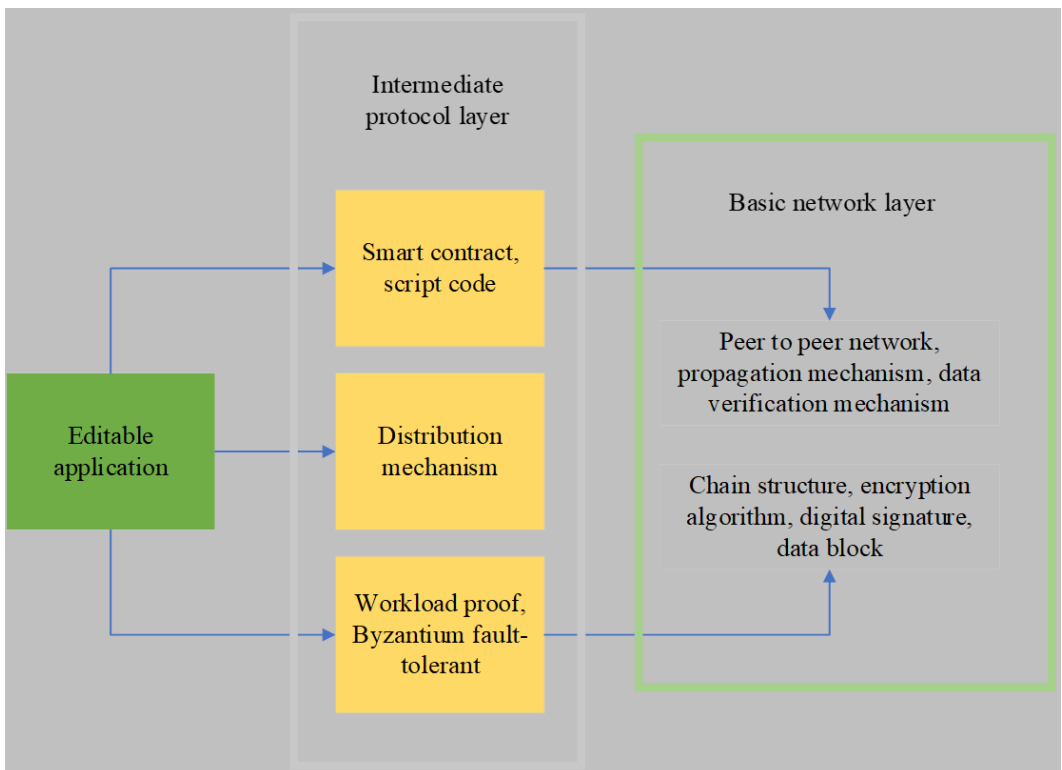 Intermediate
protocol layer
Basic network layer
Smart contract,
script code
Peer to peer network,
propagation mechanism, data
verification mechanism
Editable
application
Distribution
mechanism
Chain structure, encryption
algorithm, digital signature,
data block
Workload proof,
Byzantium fault-
tolerant